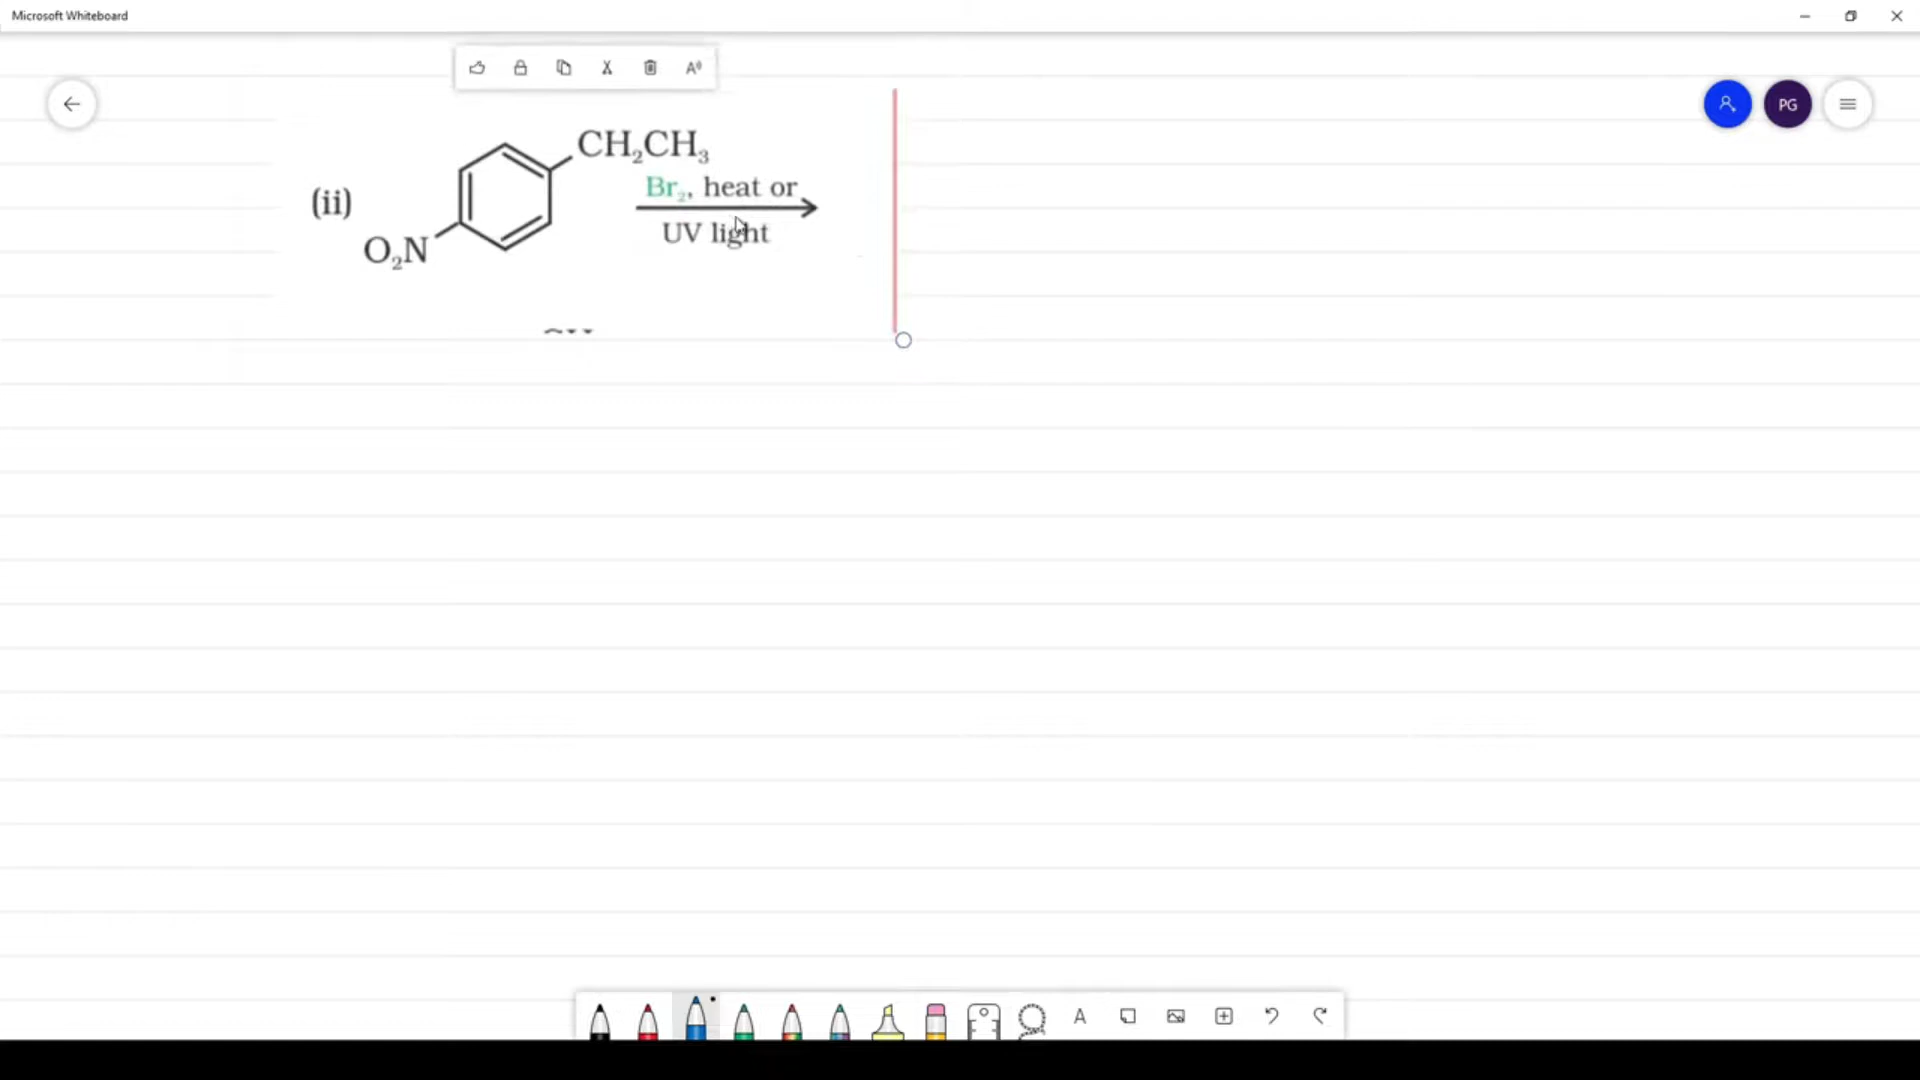 Microsoft Whiteboard
PG
CH₂CH₃
Br₂, heat or
(ii)
UV light
O₂N